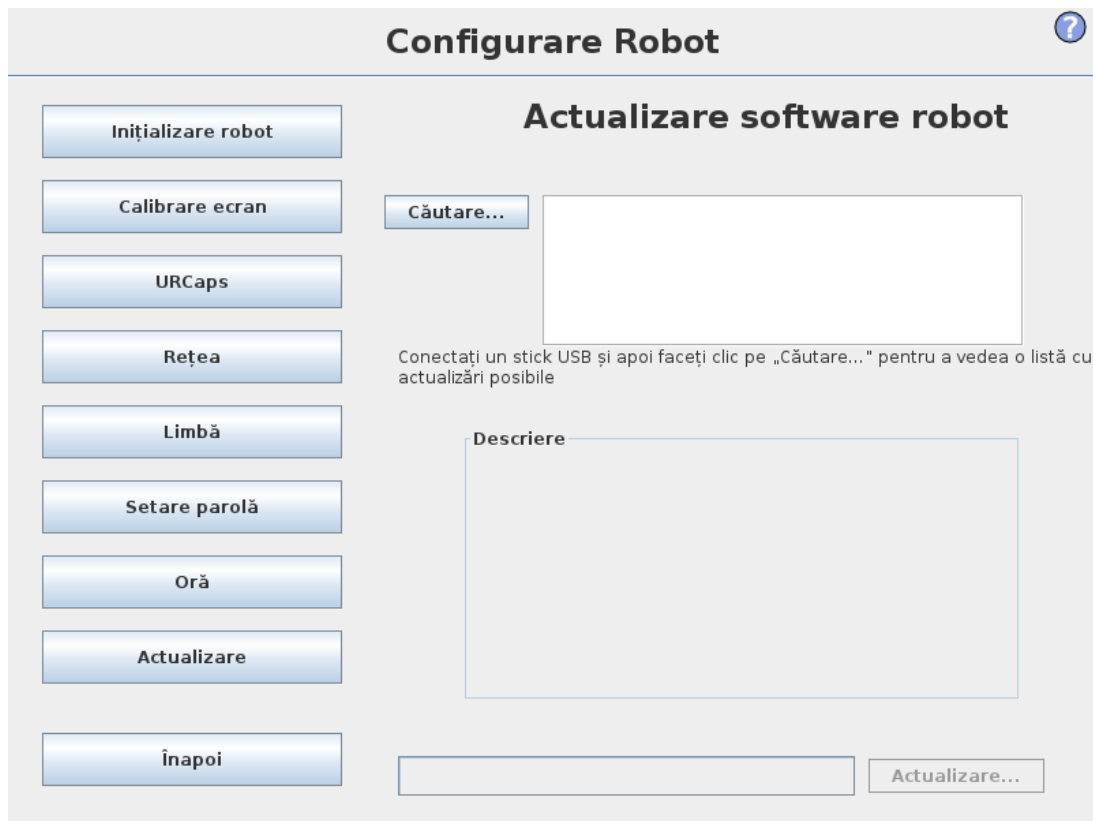 Configurare Robot
?
Inițializare robot
Calibrare ecran
URCaps
Rețea
Limbă
Setare parolă
Oră
Actualizare
Înapoi
Actualizare software robot
Căutare...
Conectați un stick USB și apoi faceți clic pe „Căutare..." pentru a vedea o listă cu
actualizări posibile
Descriere
Actualizare...